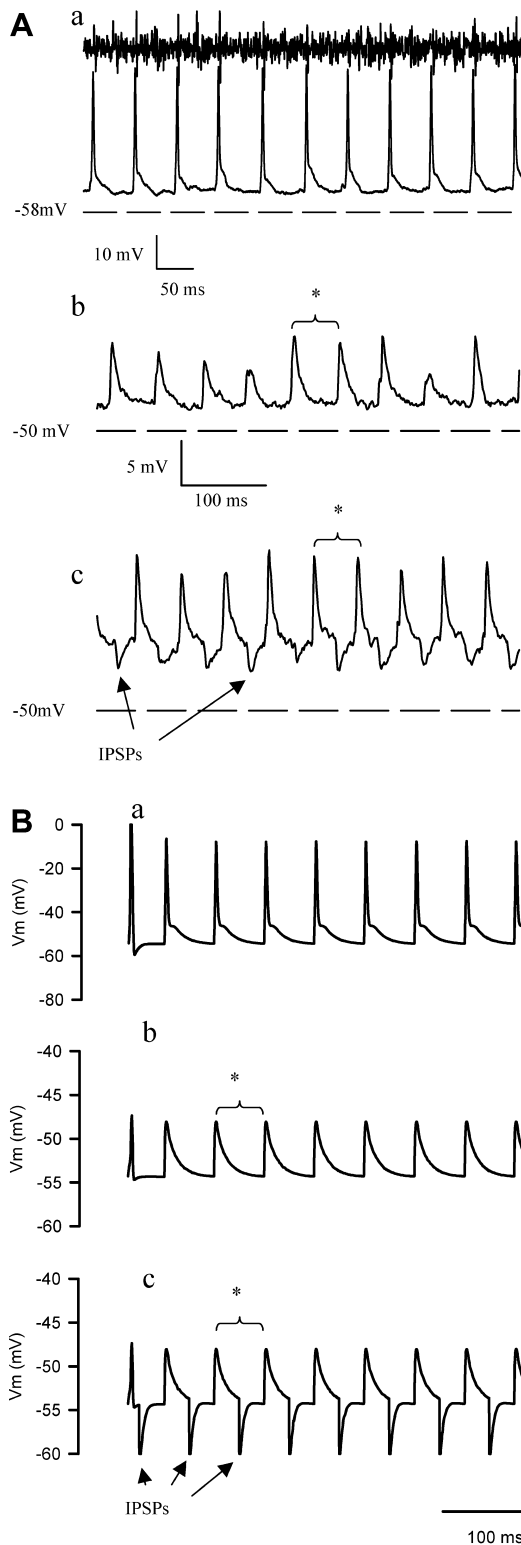 A
a
-58mV
10 mV
50 ms
b
*
-50 mV
5 mV
100 ms
*
c
-50mV
IPSPs
B
a
0
-20
-40
-60
-80
Vm (mV)
b
-40
-45
-50
-55
-60
Vm (mV)
*
c
-40
-45
-50
-55
-60
Vm (mV)
*
IPSPs
100 ms